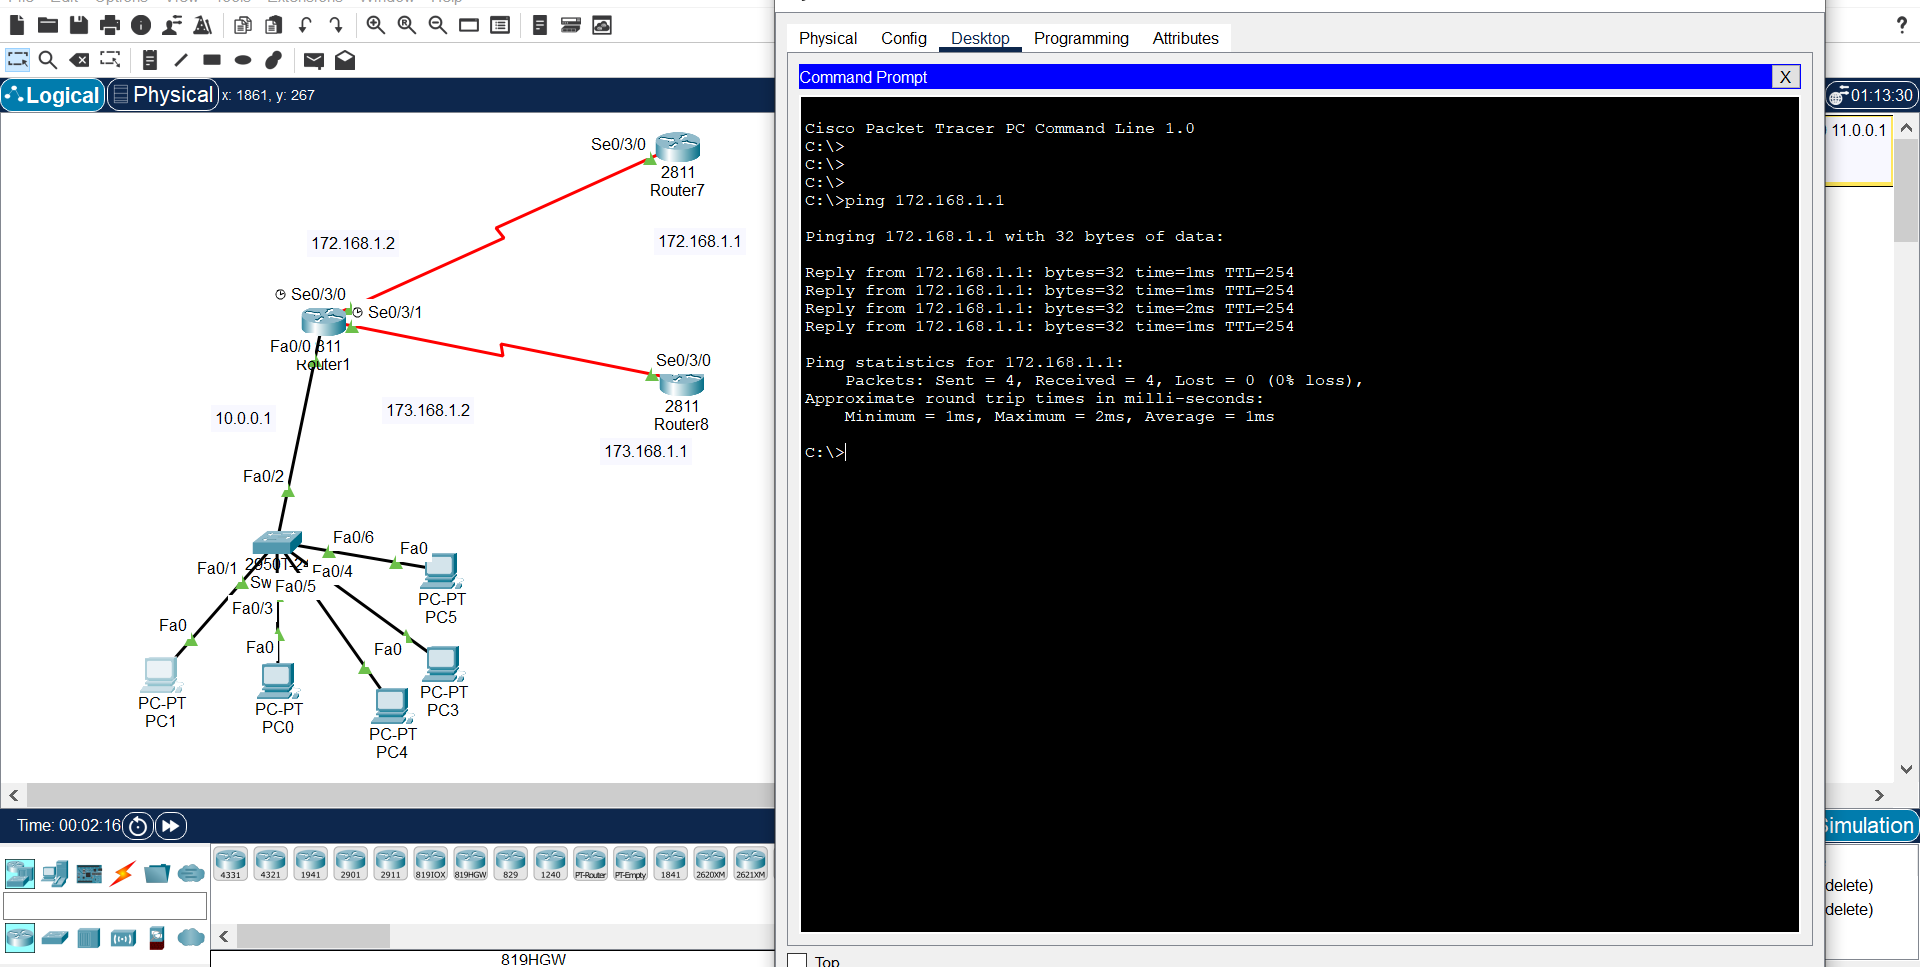 Logical
Physical
x: 1861, y: 267
Se0/3/0
2811
Router7
172.168.1.2
172.168.1.1
Se0/3/0
Se0/3/1
Fa0/0
811
Router1
Se0/3/0
2811
Router8
173.168.1.2
173.168.1.1
10.0.0.1
Fa0/2
Fa0/6
Fa0
Fa0/1
2950T-24
Fa0/4
Sw
Fa0/5
Fa0/3
PC-PT
PC5
Fa0
Fa0
Fa0
PC-PT
PC1
PC-PT
PC0
PC-PT
PC3
PC-PT
PC4
Time: 00:02:16
4331
4321
1941
2901
2911
819IOX
819HGW
829
1240
PT-Router
PT-Empty
1841
2620XM
2621XM
819HGW
Physical
Config
Desktop
Programming
Attributes
Command Prompt
X
Cisco Packet Tracer PC Command Line 1.0
C:\>
C:\>
C:\>
C:\>ping 172.168.1.1
Pinging 172.168.1.1 with 32 bytes of data:
Reply from 172.168.1.1: bytes=32 time=1ms TTL=254
Reply from 172.168.1.1: bytes=32 time=1ms TTL=254
Reply from 172.168.1.1: bytes=32 time=2ms TTL=254
Reply from 172.168.1.1: bytes=32 time=1ms TTL=254
Ping statistics for 172.168.1.1:
Packets: Sent = 4, Received = 4, Lost = 0 (0% loss),
Approximate round trip times in milli-seconds:
Minimum = 1ms, Maximum = 2ms, Average = 1ms
C:\>
Top
?
01:13:30
11.0.0.1
Simulation
delete)
delete)